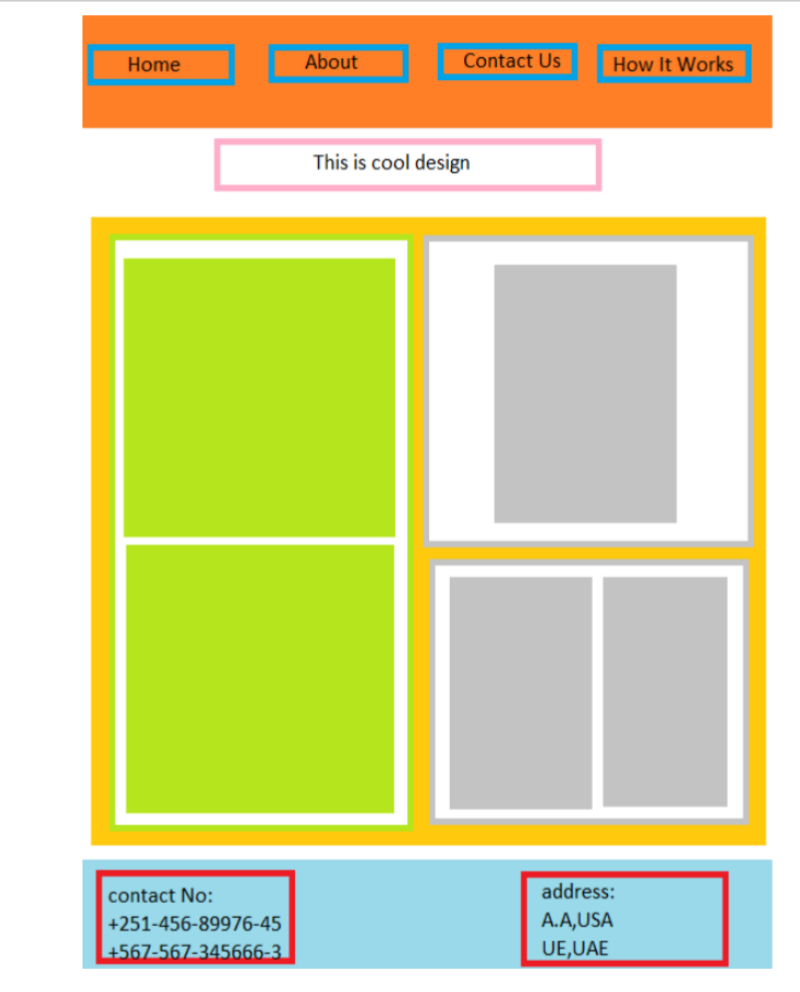 Home
About
Contact Us
How It Works
This is cool design
contact No:
+251-456-89976-45
+567-567-345666-3
address:
A.A,USA
UE,UAE